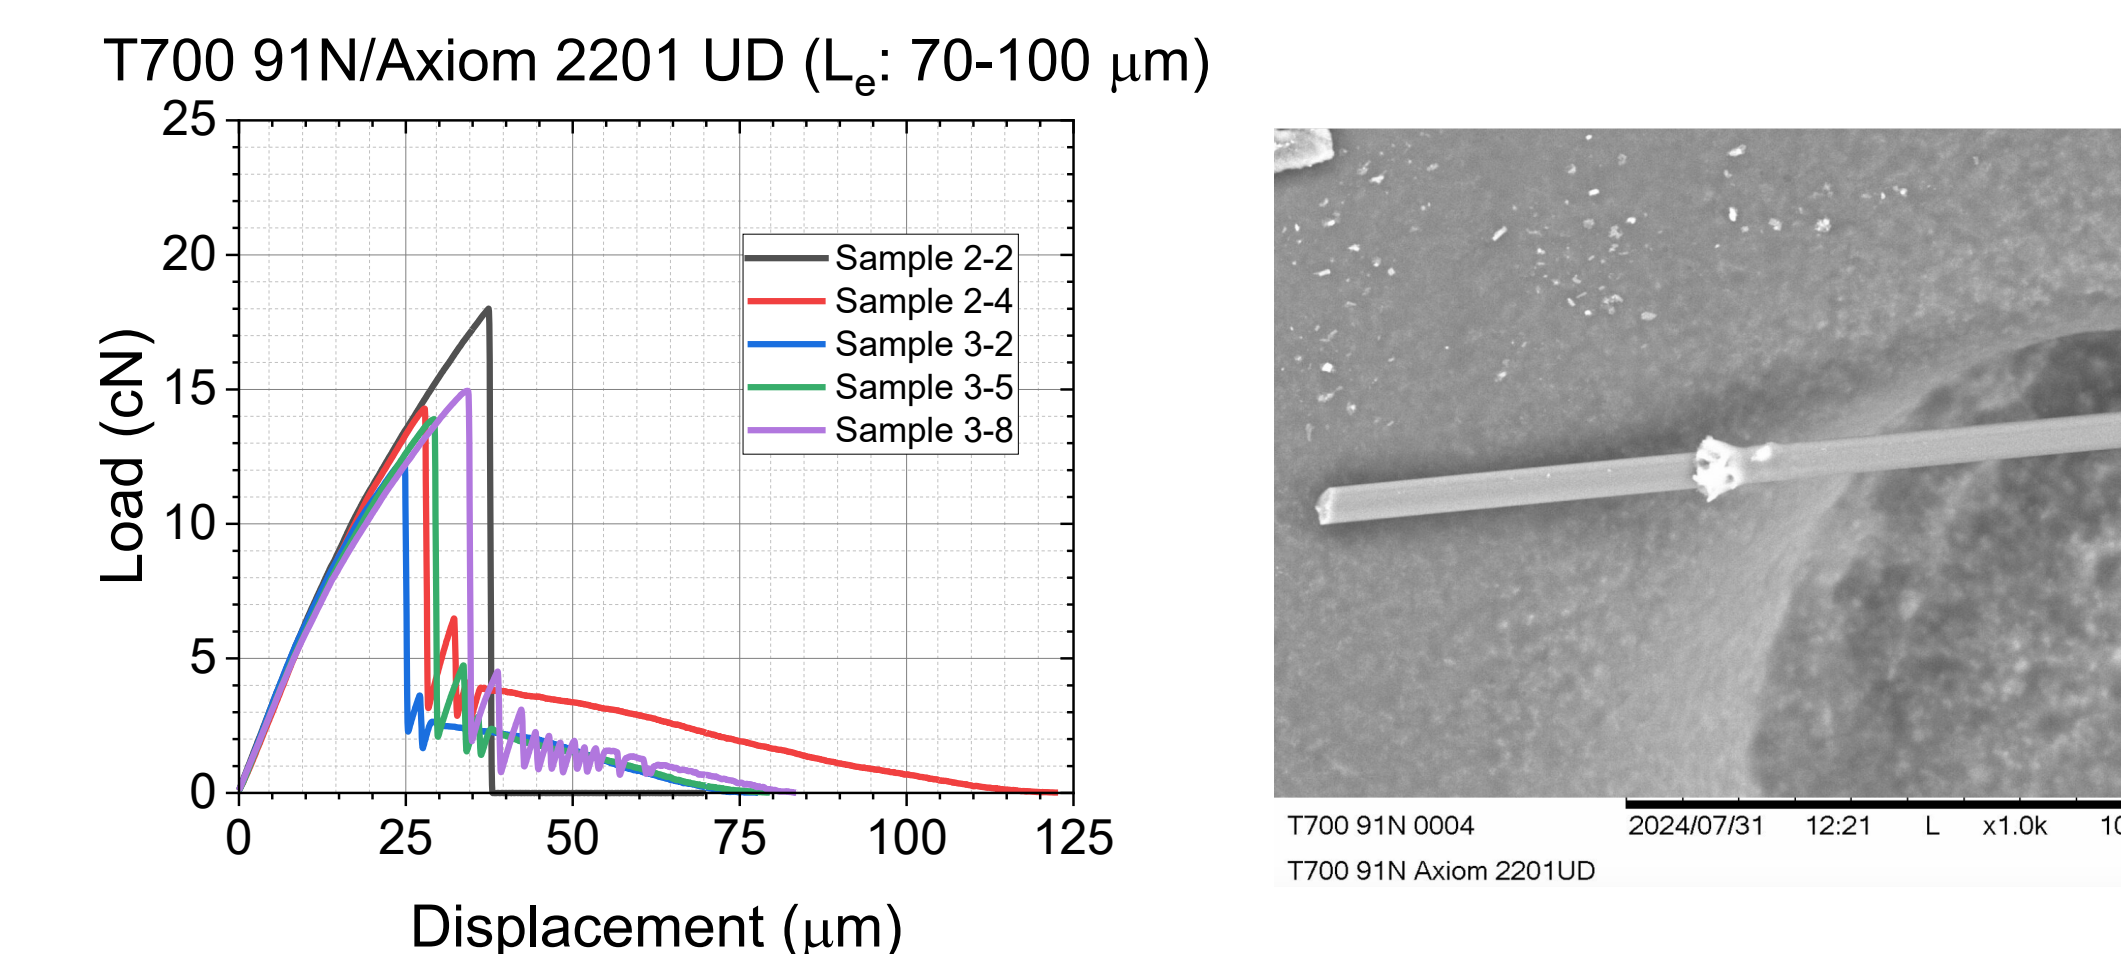 T700 91N/Axiom 2201 UD (Le: 70-100 μm)
25
20
15
10
5
0
Load (cN)
Sample 2-2
Sample 2-4
Sample 3-2
Sample 3-5
Sample 3-8
0 25 50 75 100 125
Displacement (μm)
T700 91N 0004 2024/07/31 12:21 L x1.0k
T700 91N Axiom 2201UD